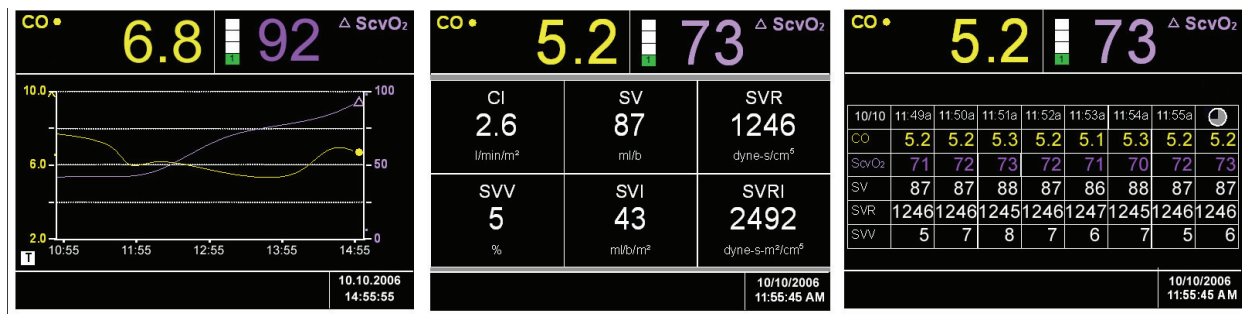 CO 6.8 1 92 △ ScvO₂
10.0 100
6.0 50
2.0 0
10:55 11:55 12:55 13:55 14:55
T
10.10.2006
14:55:55
CO 5.2 1 73 △ ScvO₂
CI SV SVR
2.6 87 1246
l/min/m² ml/b dyne-s/cm⁵
SVV SVI SVRI
5 43 2492
% ml/b/m² dyne-s-m²/cm⁵
10/10/2006
11:55:45 AM
CO 5.2 1 73 △ ScvO₂
10/10 11:49a 11:50a 11:51a 11:52a 11:53a 11:54a 11:55a
CO 5.2 5.2 5.3 5.2 5.1 5.3 5.2 5.2
ScvO₂ 71 72 73 72 71 70 72 73
SV 87 87 88 87 86 88 87 87
SVR 1246 1246 1245 1246 1247 1245 1246 1246
SVV 5 7 8 7 6 7 5 6
10/10/2006
11:55:45 AM